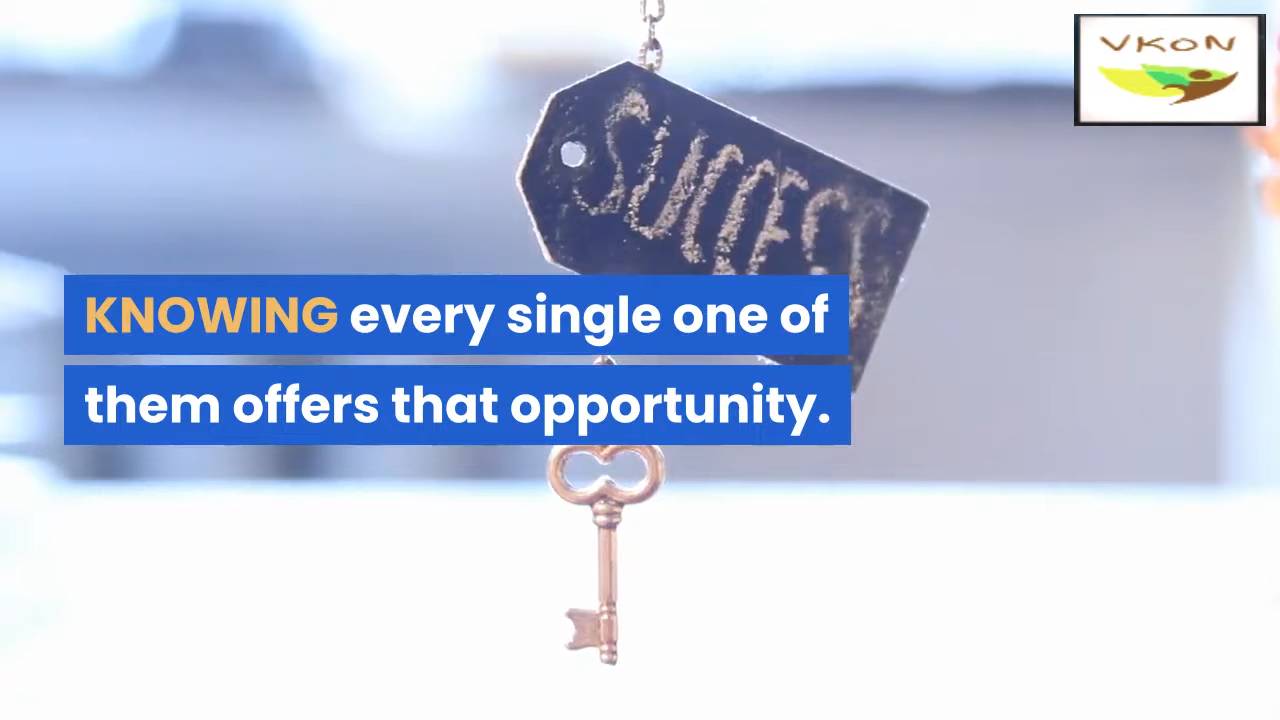 VKON
SUCCESS
KNOWING every single one of
them offers that opportunity.